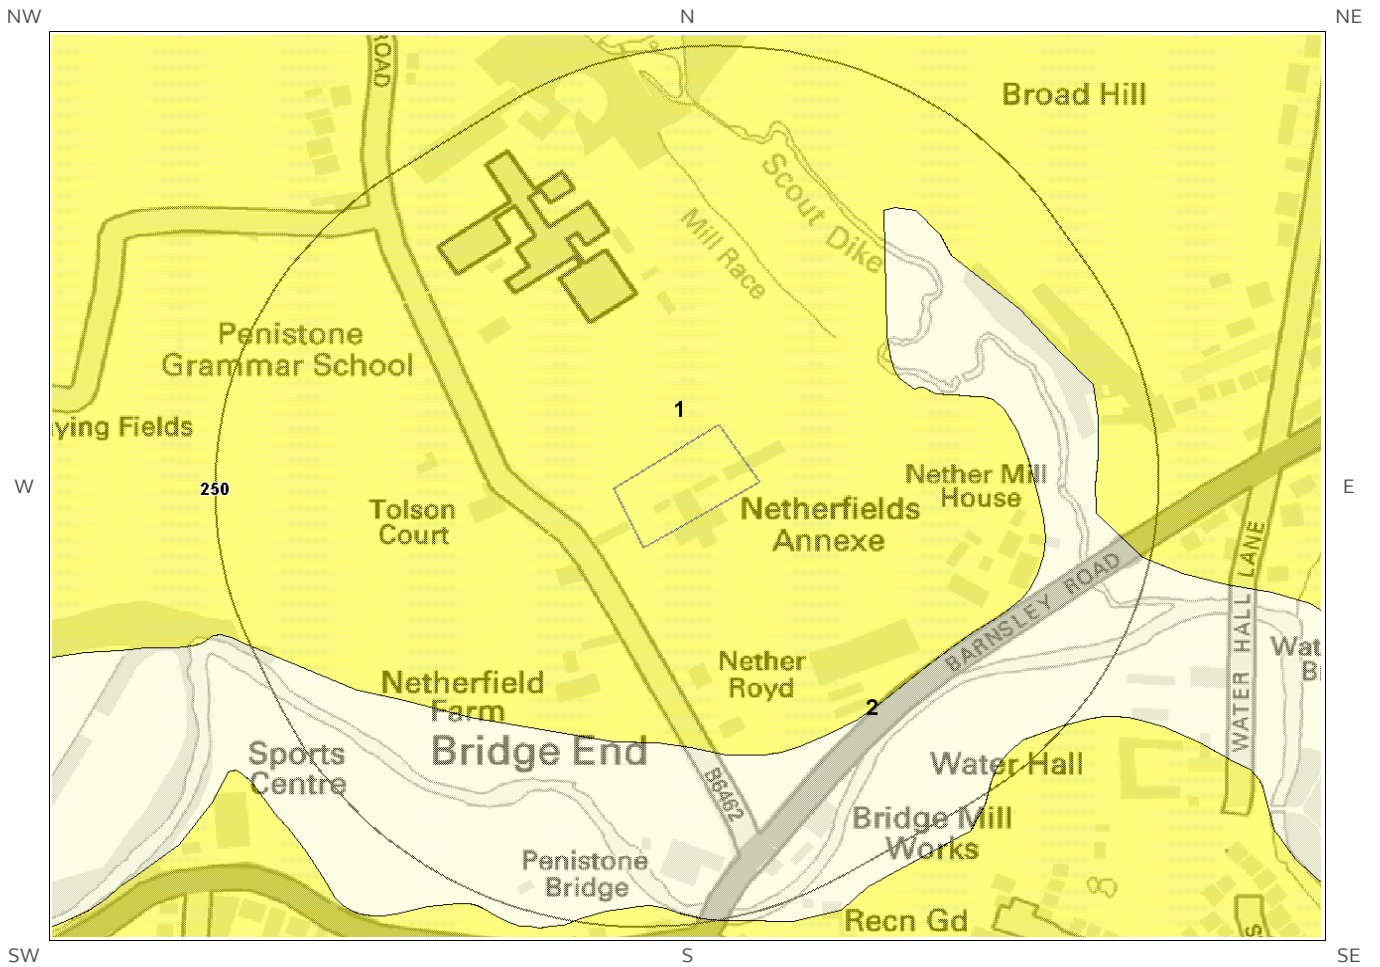 NW
N
NE
ROAD
Broad Hill
Scout Dike
Mill Race
Penistone
Grammar School
1
ying Fields
Nether Mill
House
W
250
E
Tolson
Court
Netherfields
Annexe
BARNSLEY ROAD
WATER HALL LANE
Nether
Royd
Wat
B
Netherfield
Farm
2
Sports
Centre
Bridge End
Water Hall
B6462
Bridge Mill
Works
Penistone
Bridge
Recn Gd
S
SW
S
SE